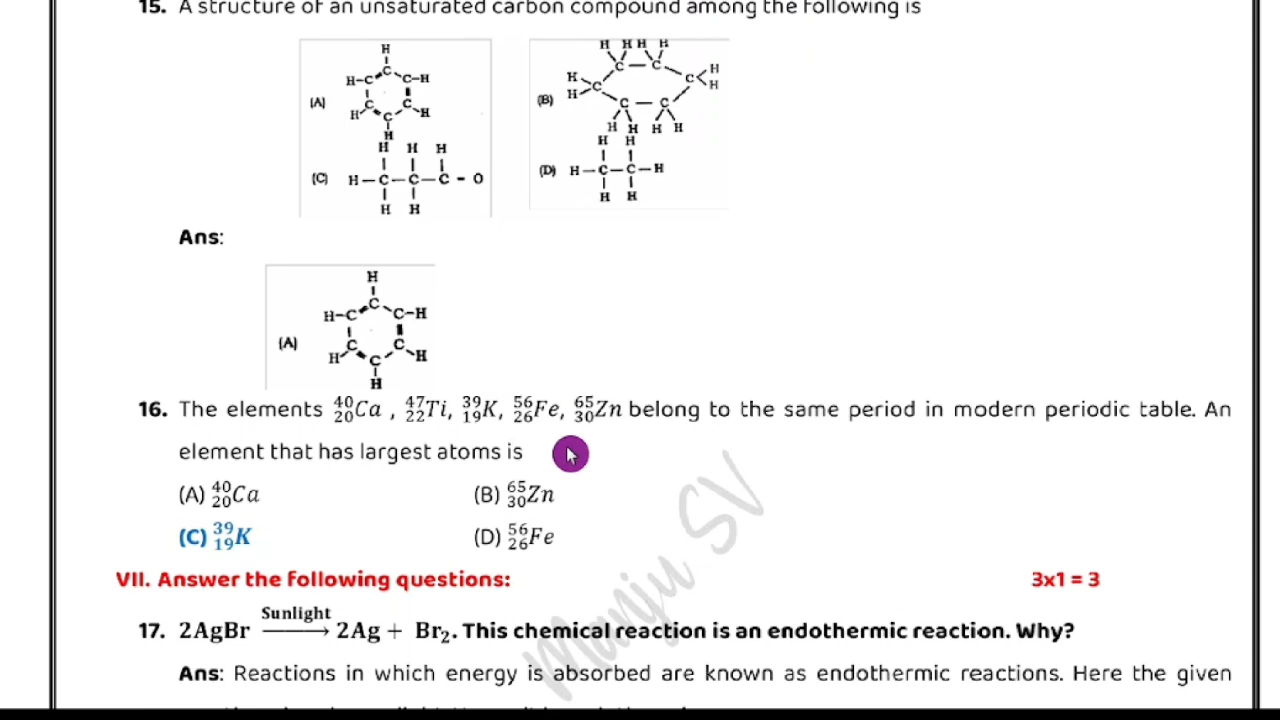 15. A structure of an unsaturated carbon compound among the following is
(A)
H
C
H-C C-H
C C
H C H
H
(B)
H H H H
C — C
H C C H
H H
C — C
H H H H
(C)
H H H
H—C—C—C - O
H H
(D)
H H
H—C—C—H
H H
Ans:
(A)
H
C
H-C C-H
C C
H C H
H
16. The elements ⁴⁰₂₀Ca , ⁴⁷₂₂Ti, ³⁹₁₉K, ⁵⁶₂₆Fe, ⁶⁵₃₀Zn belong to the same period in modern periodic table. An
element that has largest atoms is
(A) ⁴⁰₂₀Ca (B) ⁶⁵₃₀Zn
(C) ³⁹₁₉K (D) ⁵⁶₂₆Fe
VII. Answer the following questions: 3x1 = 3
Sunlight
17. 2AgBr ⟶ 2Ag + Br₂. This chemical reaction is an endothermic reaction. Why?
Ans: Reactions in which energy is absorbed are known as endothermic reactions. Here the given
Manju SV